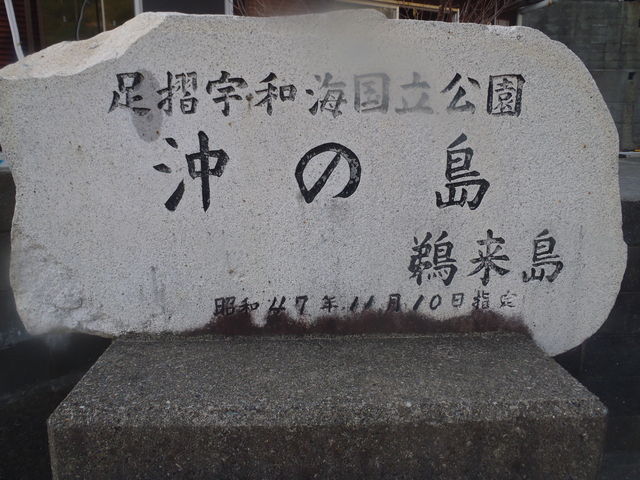 足摺宇和海国立公園
沖の島
鵜来島
昭和47年11月10日指定